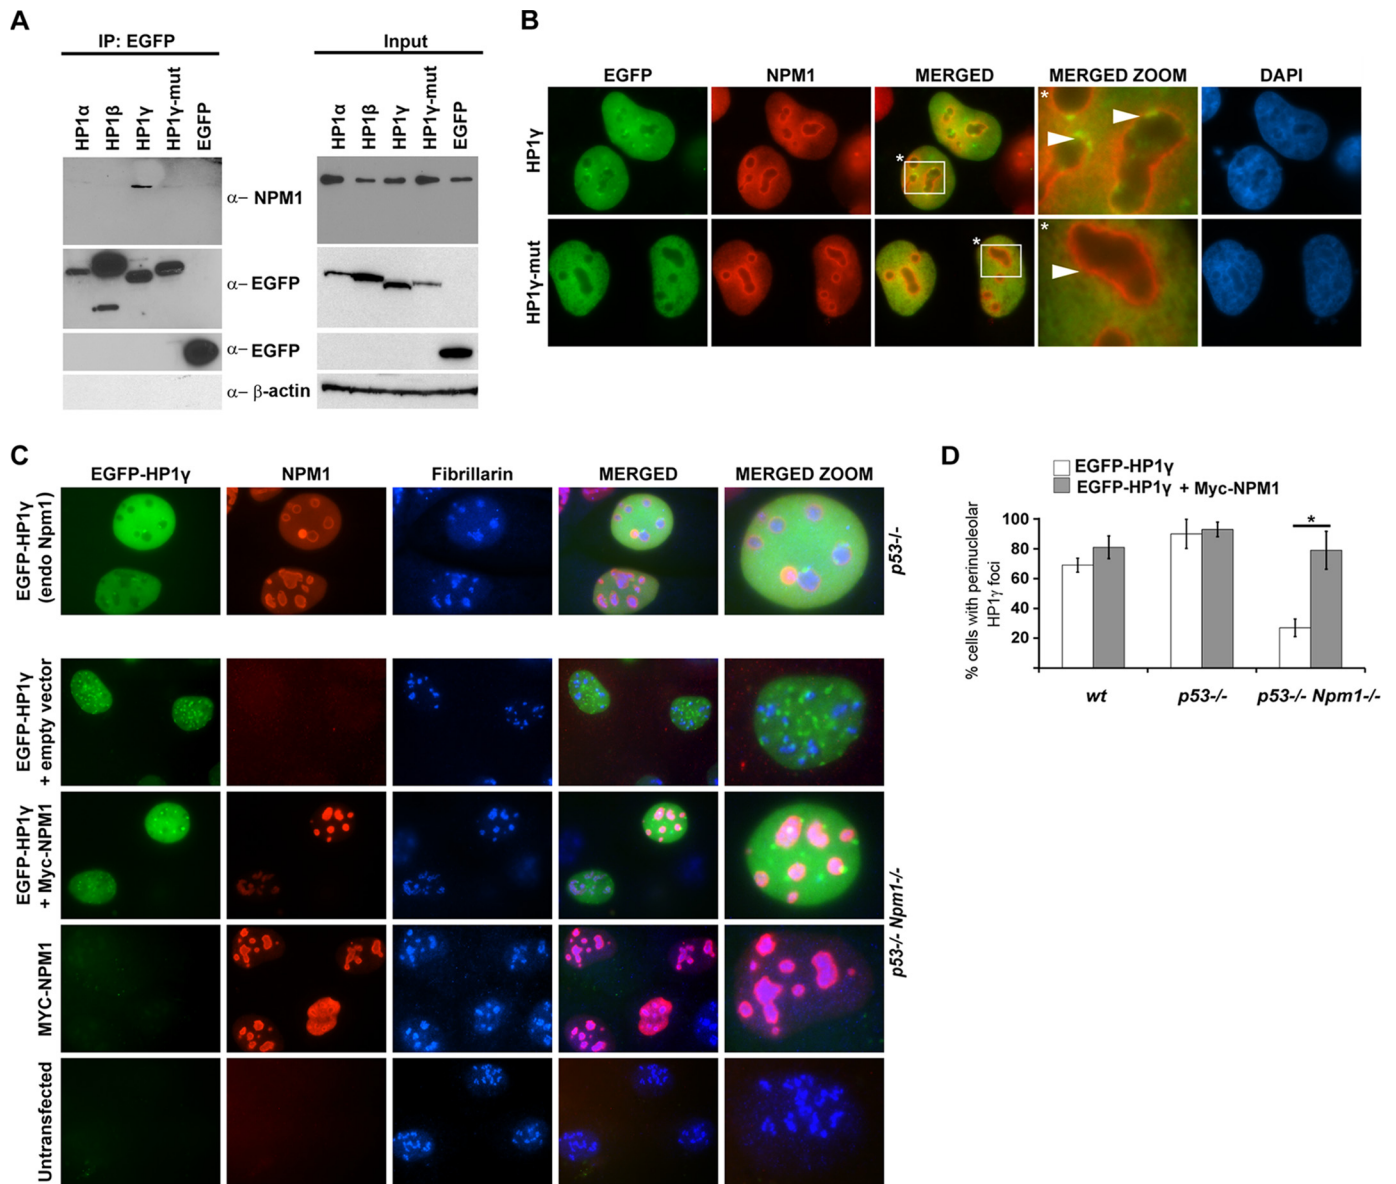 A
IP: EGFP
Input
HP1α
HP1β
HP1γ
HP1γ-mut
EGFP
HP1α
HP1β
HP1γ
HP1γ-mut
EGFP
α– NPM1
α– EGFP
α– EGFP
α– β-actin
B
EGFP
NPM1
MERGED
MERGED ZOOM
DAPI
HP1γ
*
*
HP1γ-mut
*
*
C
EGFP-HP1γ
NPM1
Fibrillarin
MERGED
MERGED ZOOM
EGFP-HP1γ
(endo Npm1)
p53-/-
EGFP-HP1γ
+ empty vector
EGFP-HP1γ
+ Myc-NPM1
MYC-NPM1
Untransfected
p53-/- Npm1-/-
D
EGFP-HP1γ
EGFP-HP1γ + Myc-NPM1
% cells with perinucleolar
HP1γ foci
100
80
60
40
20
*
wt
p53-/-
p53-/- Npm1-/-